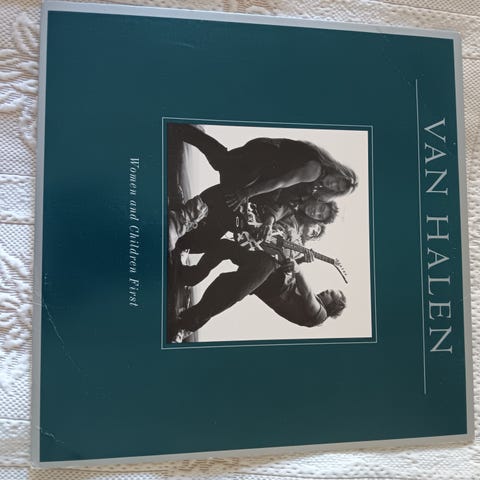 VAN HALEN
Women and Children First